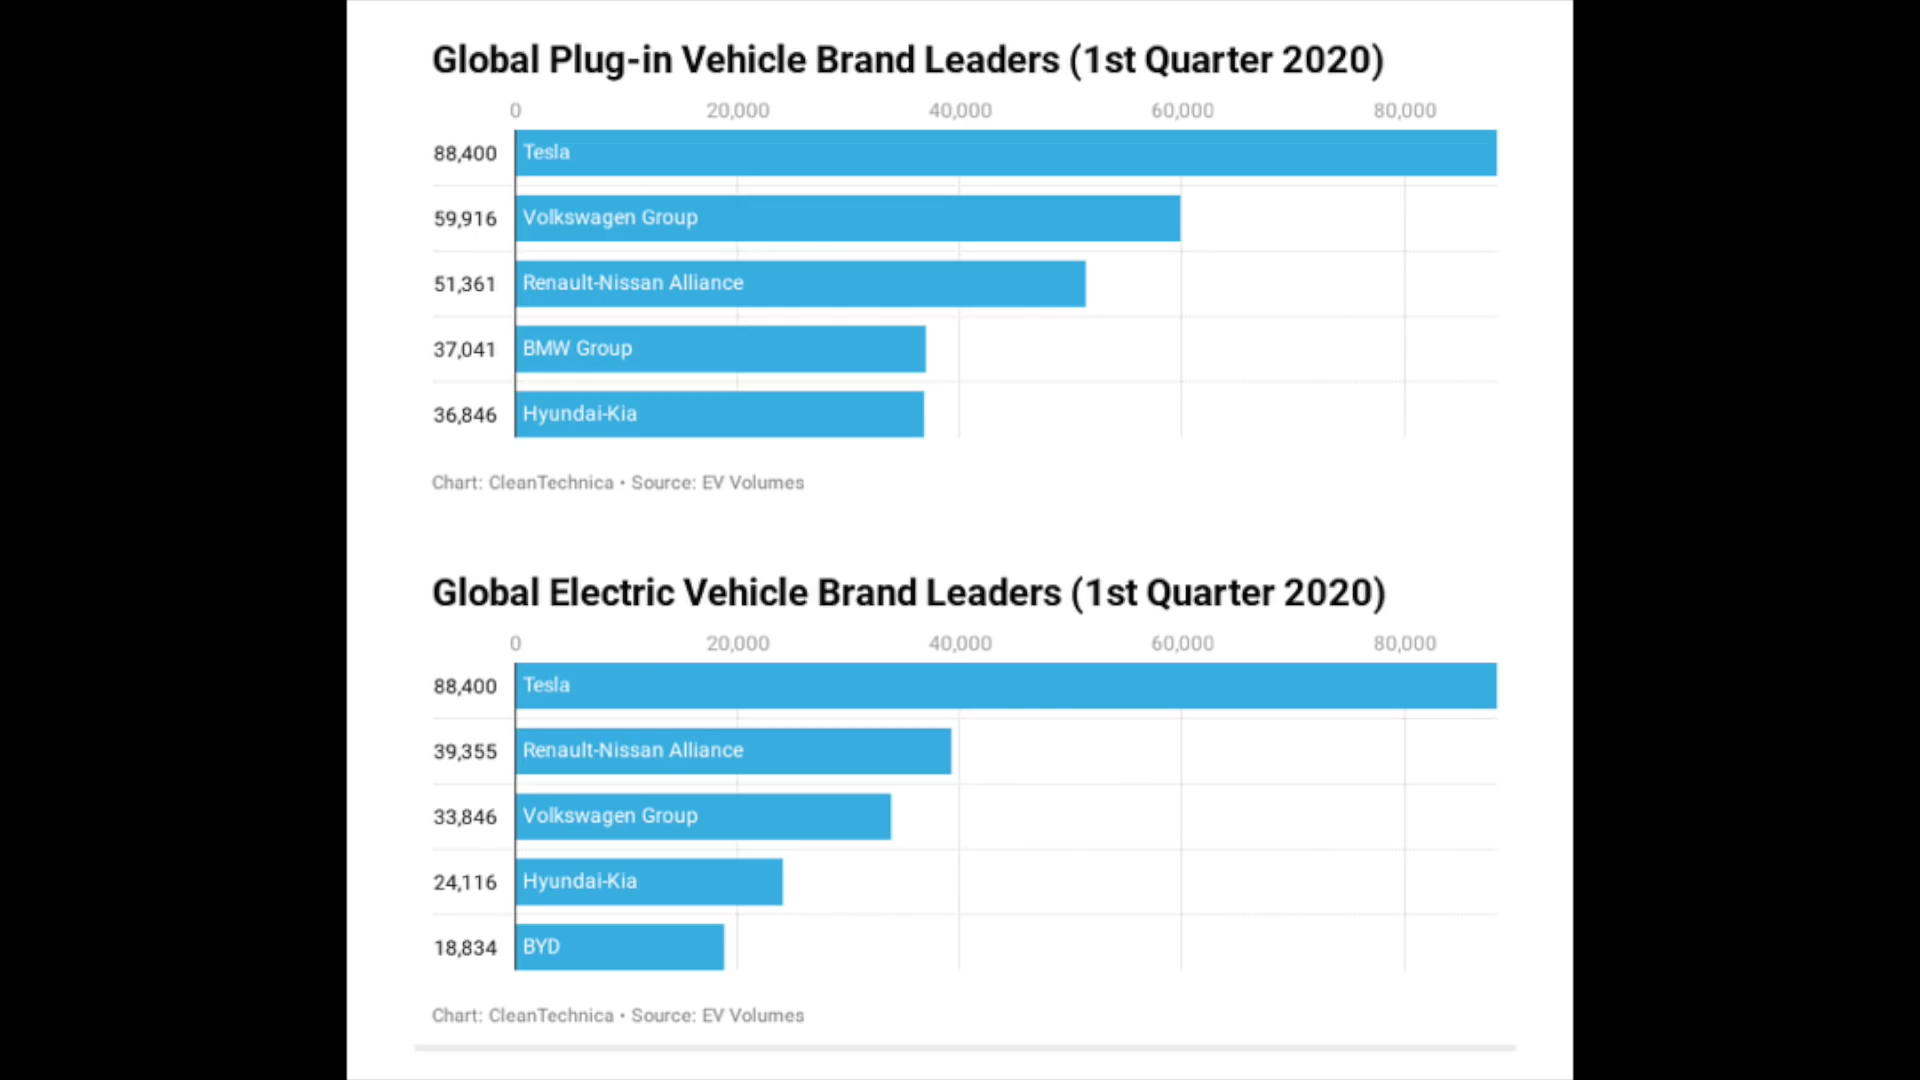 Global Plug-in Vehicle Brand Leaders (1st Quarter 2020)
0 20,000 40,000 60,000 80,000
88,400 Tesla
59,916 Volkswagen Group
51,361 Renault-Nissan Alliance
37,041 BMW Group
36,846 Hyundai-Kia
Chart: CleanTechnica • Source: EV Volumes
Global Electric Vehicle Brand Leaders (1st Quarter 2020)
0 20,000 40,000 60,000 80,000
88,400 Tesla
39,355 Renault-Nissan Alliance
33,846 Volkswagen Group
24,116 Hyundai-Kia
18,834 BYD
Chart: CleanTechnica • Source: EV Volumes